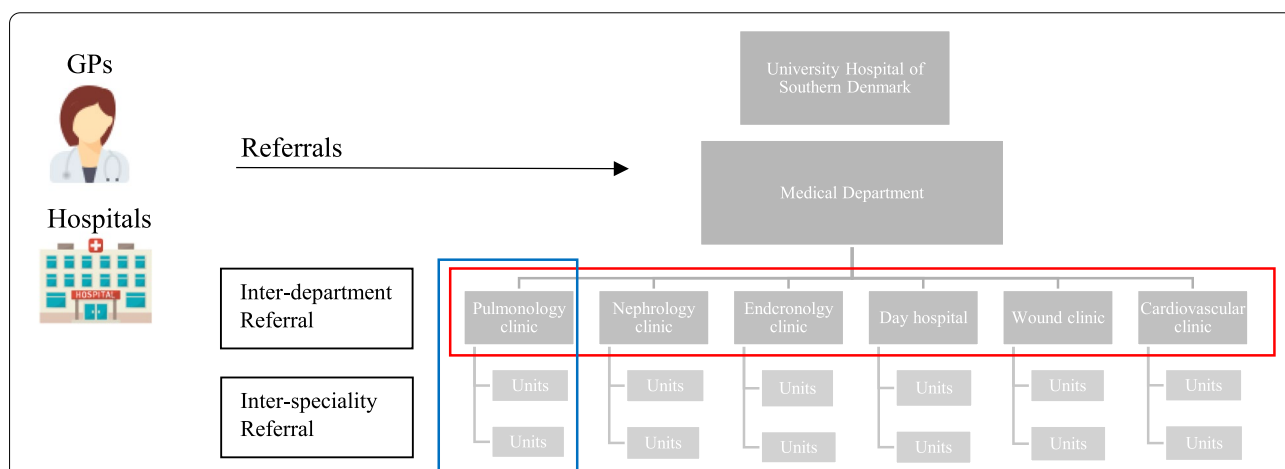 GPs
University Hospital of
Southern Denmark
Referrals
Medical Department
Hospitals
HOSPITAL
Inter-department
Referral
Pulmonology
clinic
Nephrology
clinic
Endcronolgy
clinic
Day hospital
Wound clinic
Cardiovascular
clinic
Inter-speciality
Referral
Units
Units
Units
Units
Units
Units
Units
Units
Units
Units
Units
Units